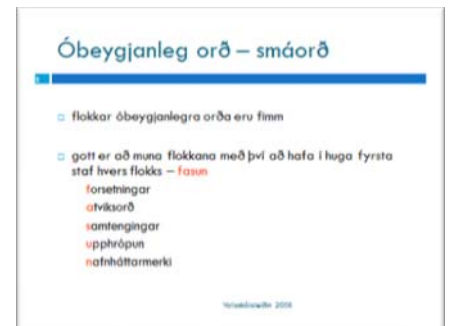 Óbeygjanleg orð – smáorð
flokkar óbeygjanlegra orða eru fimm
gott er að muna flokkana með því að hafa í huga fyrsta
staf hvers flokks – fasun
forsetningar
atviksorð
samtengingar
upphrópun
nafnháttarmerki
2008